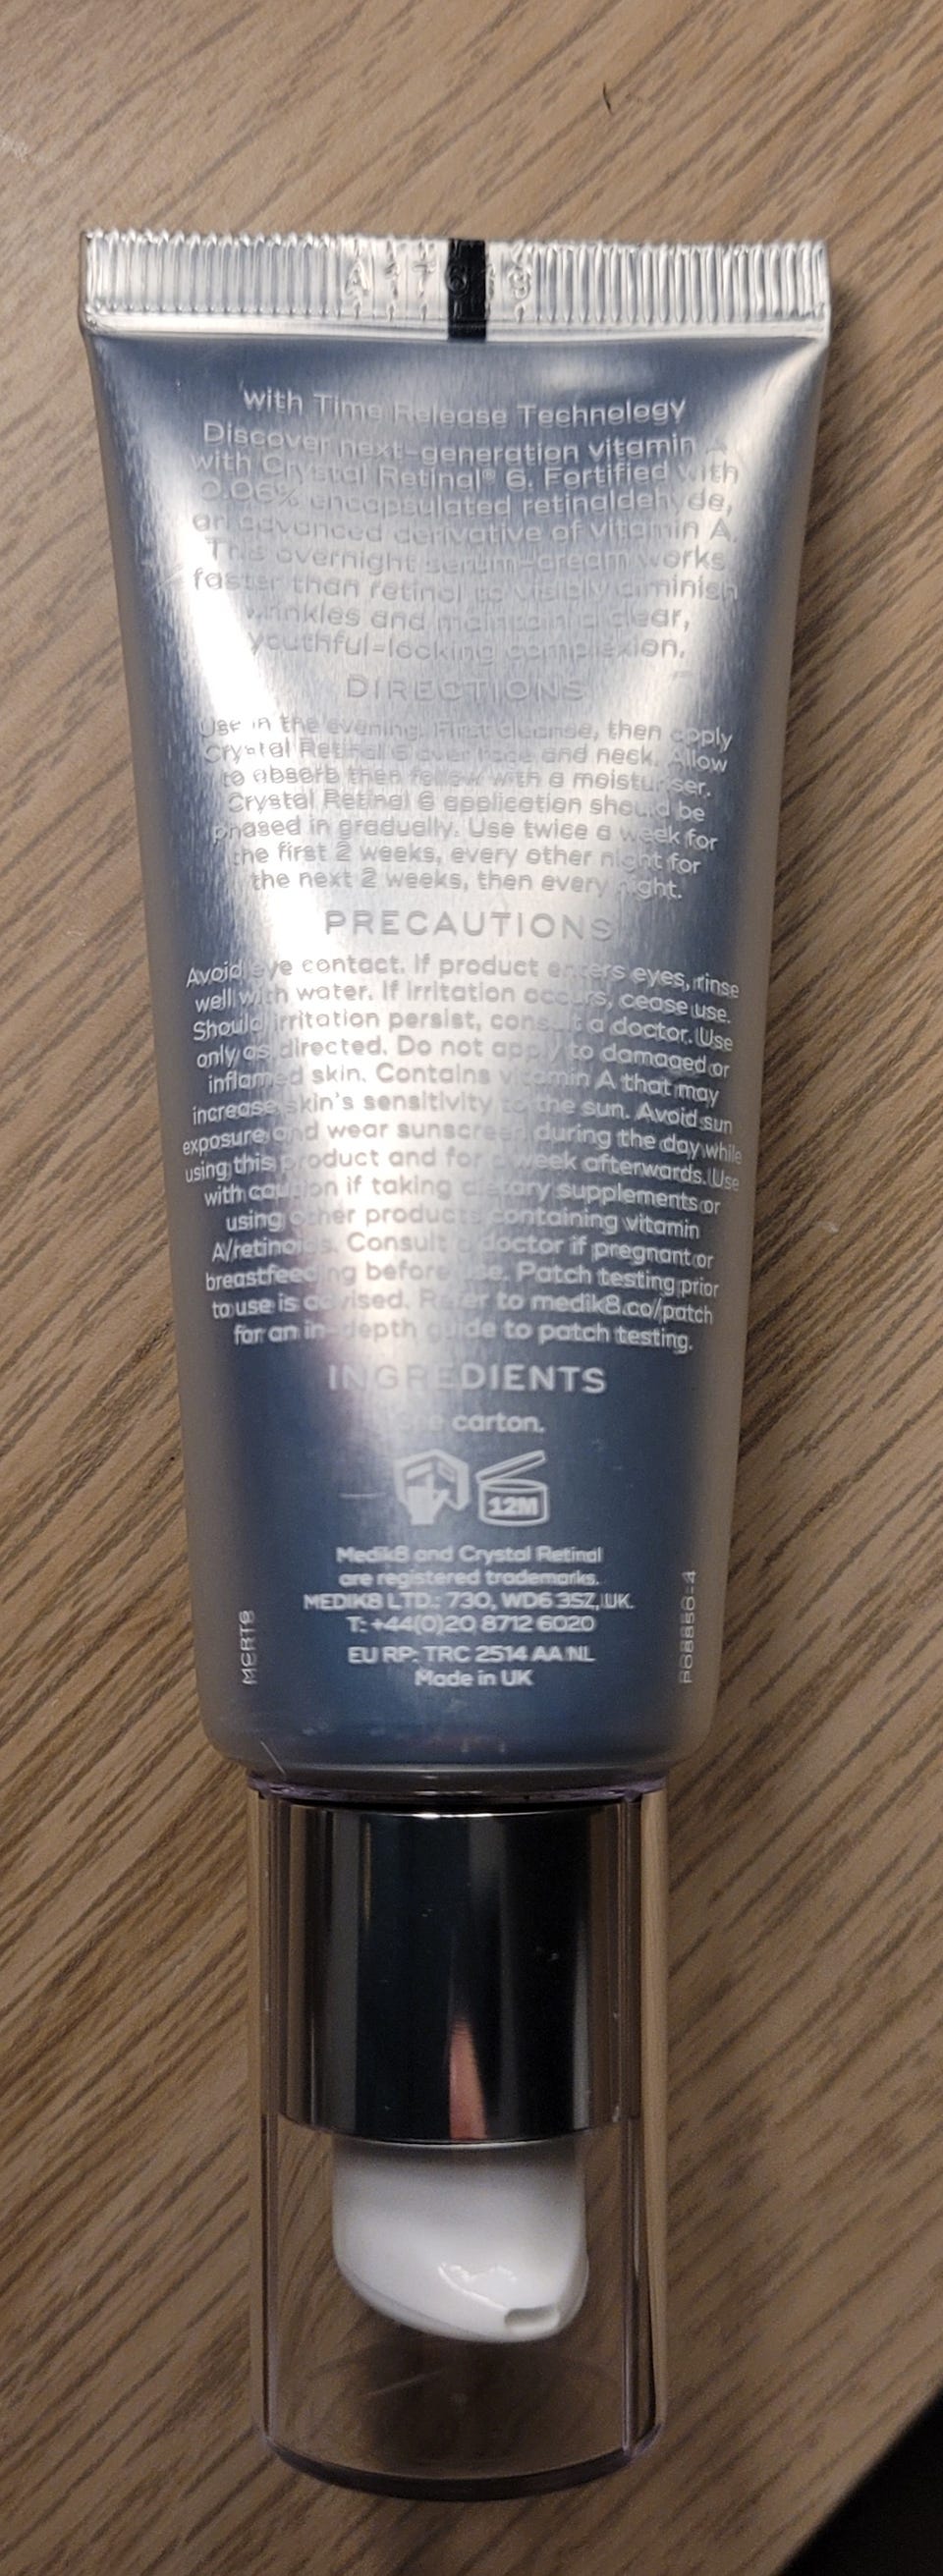 with Time Release Technology
Discover next-generation vitamin A
with Crystal Retinal® 6. Fortified with
0.06% encapsulated retinaldehyde,
an advanced derivative of vitamin A.
This overnight serum-cream works
faster than retinol to visibly diminish
wrinkles and maintain a clear,
youthful-looking complexion.
DIRECTIONS
Use in the evening. First cleanse, then apply
Crystal Retinal 6 over face and neck. Allow
to absorb then follow with a moisturiser.
Crystal Retinal 6 application should be
phased in gradually. Use twice a week for
the first 2 weeks, every other night for
the next 2 weeks, then every night.
PRECAUTIONS
Avoid eye contact. If product enters eyes, rinse
well with water. If irritation occurs, cease use.
Should irritation persist, consult a doctor. Use
only as directed. Do not apply to damaged or
inflamed skin. Contains vitamin A that may
increase skin's sensitivity to the sun. Avoid sun
exposure and wear sunscreen during the day while
using this product and for a week afterwards. Use
with caution if taking dietary supplements or
using other products containing vitamin
A/retinoids. Consult a doctor if pregnant or
breastfeeding before use. Patch testing prior
to use is advised. Refer to medik8.co/patch
for an in-depth guide to patch testing.
INGREDIENTS
See carton.
12M
Medik8 and Crystal Retinal
are registered trademarks.
MEDIK8 LTD.: 730, WD6 3SZ, UK.
T: +44(0)20 8712 6020
EU RP: TRC 2514 AA NL
Made in UK
MCRT6